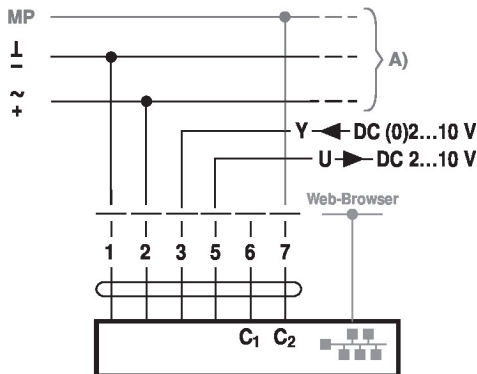 MP
⊥
−
A)
~
+
Y DC (0)2...10 V
U DC 2...10 V
Web-Browser
1 2 3 5 6 7
C1 C2